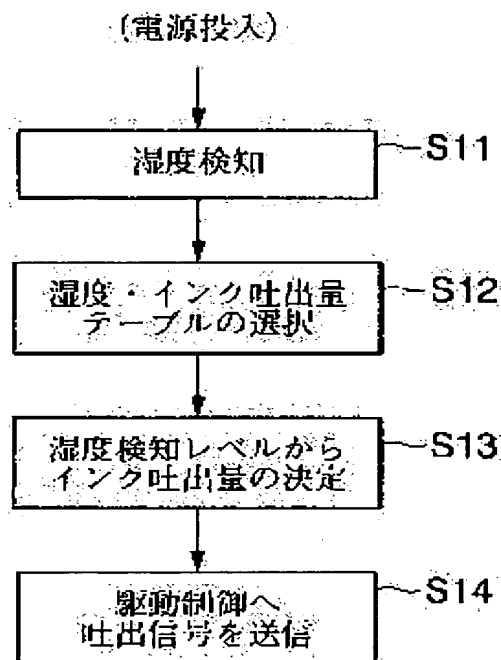 (電源投入)
湿度検知
S11
湿度・インク吐出量
テーブルの選択
S12
湿度検知レベルから
インク吐出量の決定
S13
駆動制御へ
吐出信号を送信
S14